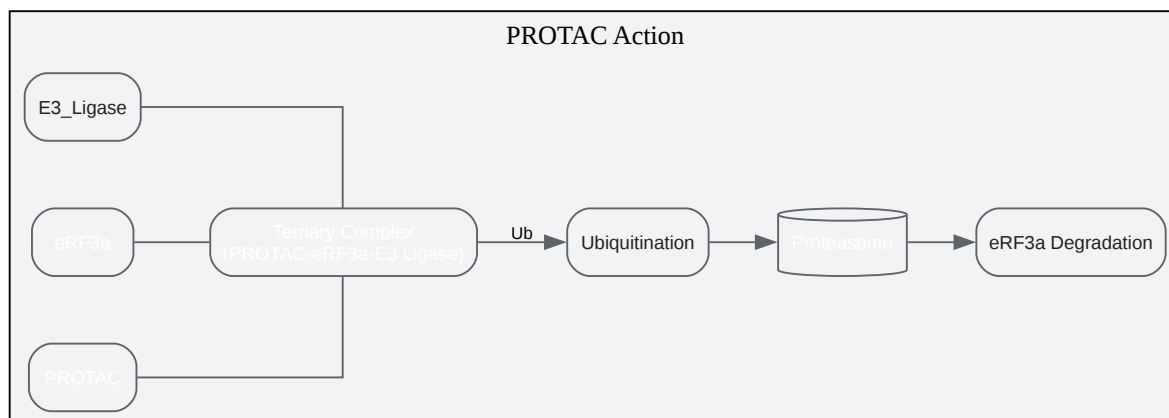 PROTAC Action
E3_Ligase
eRF3a
PROTAC
Ternary Complex
(PROTAC-eRF3a-E3 Ligase)
Ub
Ubiquitination
Proteasome
eRF3a Degradation